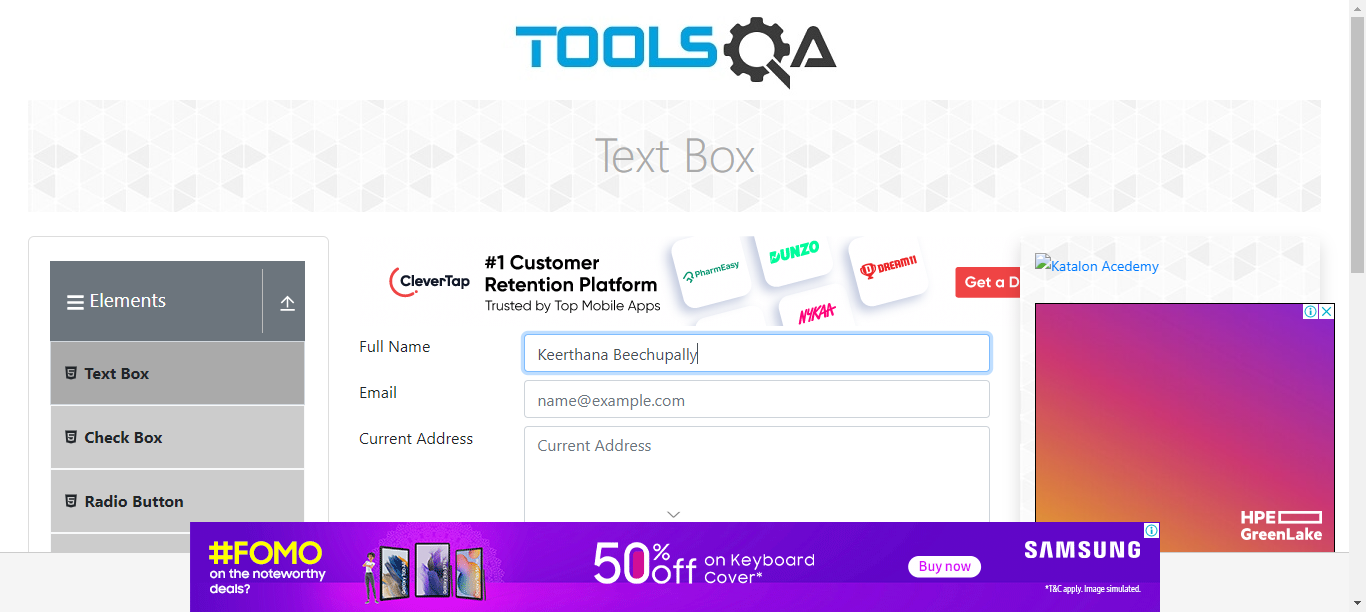 TOOLSQA
Text Box
Elements
Text Box
Check Box
Radio Button
CleverTap
#1 Customer
Retention Platform
Trusted by Top Mobile Apps
PharmEasy
DUNZO
DREAM11
NYKAA
Get a D
Full Name
Keerthana Beechupally
Email
name@example.com
Current Address
Current Address
Katalon Acedemy
HPE
GreenLake
#FOMO
on the noteworthy
deals?
50% off
on Keyboard
Cover*
Buy now
SAMSUNG
*T&C apply. Image simulated.